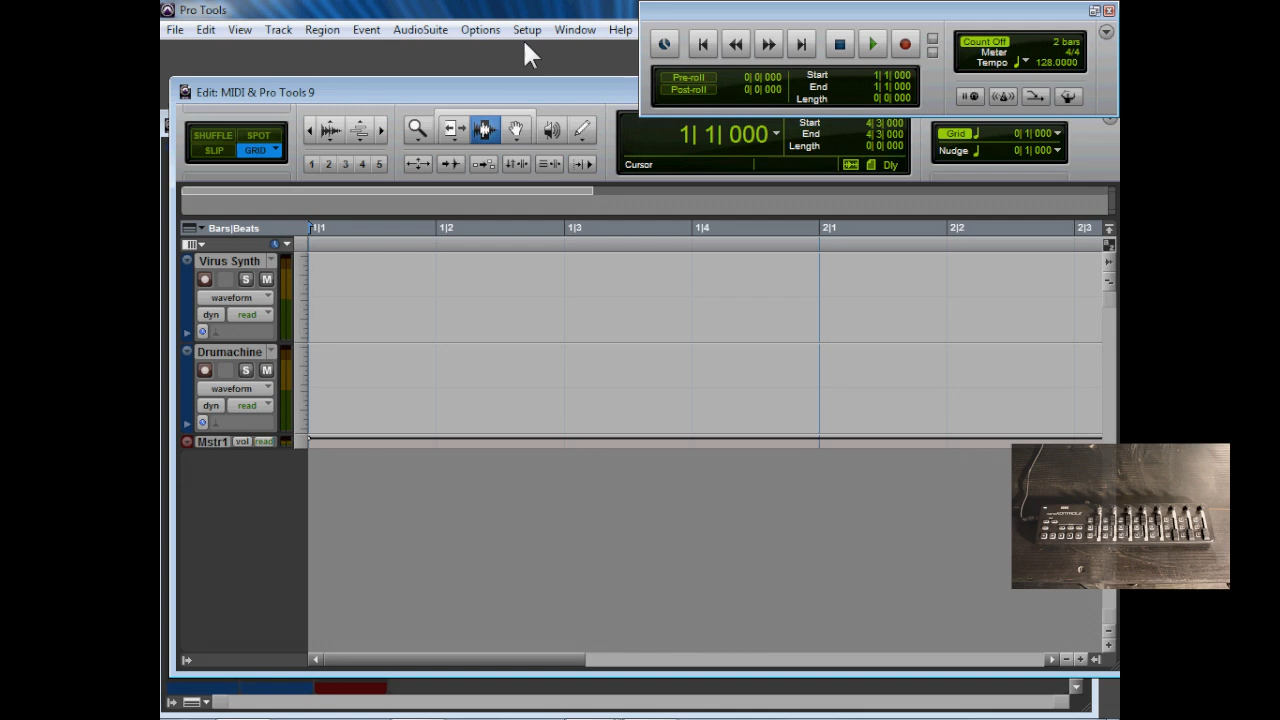 Pro Tools
File Edit View Track Region Event AudioSuite Options Setup Window Help
Count Off 2 bars
Meter 4/4
Tempo 128.0000
Pre-roll 0| 0| 000
Post-roll 0| 0| 000
Start 1| 1| 000
End 1| 1| 000
Length 0| 0| 000
Edit: MIDI & Pro Tools 9
SHUFFLE SPOT
SLIP GRID
1 2 3 4 5
1| 1| 000
Start 4| 3| 000
End 4| 3| 000
Length 0| 0| 000
Cursor
Dly
Grid 0| 1| 000
Nudge 0| 1| 000
Bars|Beats 1|1 1|2 1|3 1|4 2|1 2|2 2|3
Virus Synth
S M
waveform
dyn read
Drumachine
S M
waveform
dyn read
Mstr1 vol read